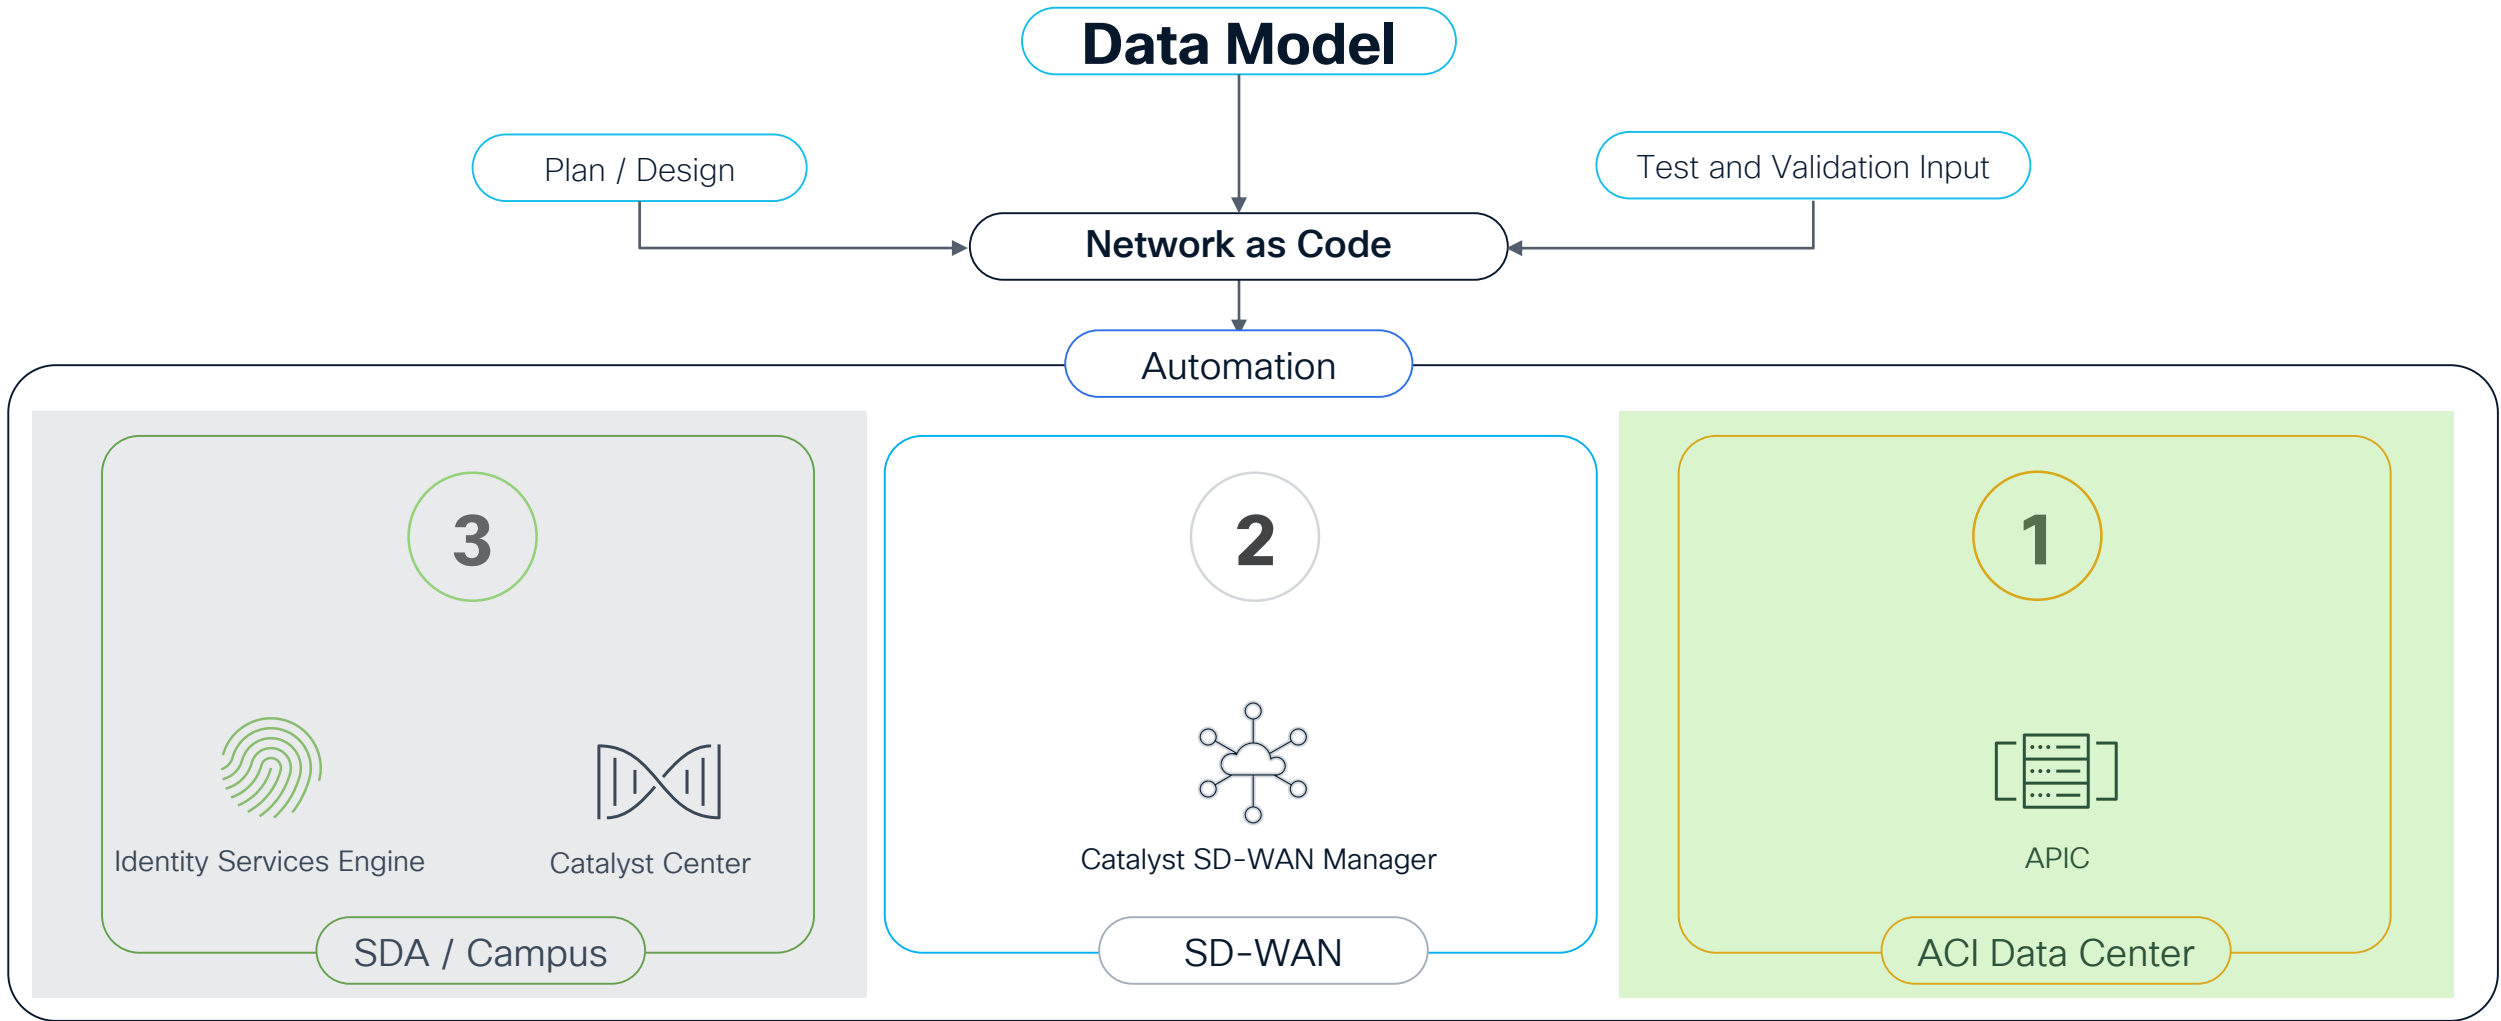 Data Model
Plan / Design
Test and Validation Input
Network as Code
Automation
3
2
1
Identity Services Engine
Catalyst Center
Catalyst SD-WAN Manager
APIC
SDA / Campus
SD-WAN
ACI Data Center